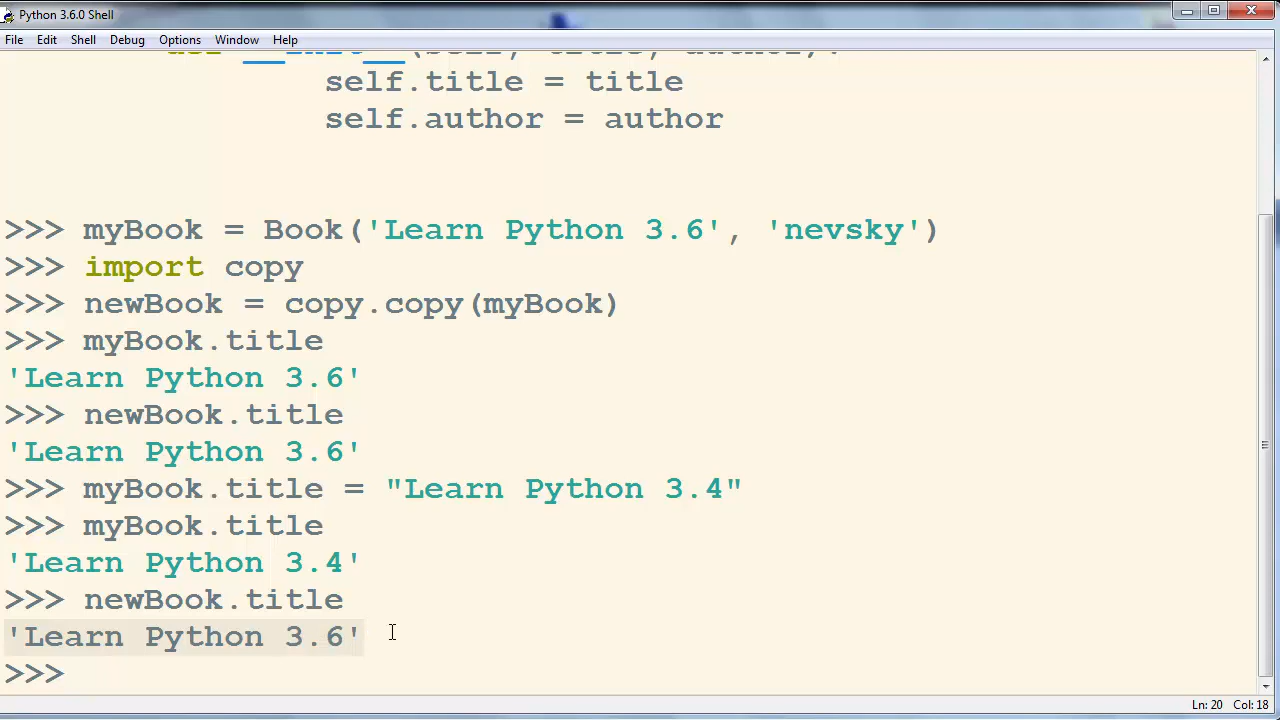 Python 3.6.0 Shell
File Edit Shell Debug Options Window Help
self.title = title
self.author = author
>>> myBook = Book('Learn Python 3.6', 'nevsky')
>>> import copy
>>> newBook = copy.copy(myBook)
>>> myBook.title
'Learn Python 3.6'
>>> newBook.title
'Learn Python 3.6'
>>> myBook.title = "Learn Python 3.4"
>>> myBook.title
'Learn Python 3.4'
>>> newBook.title
'Learn Python 3.6'
>>>
Ln: 20 Col: 18